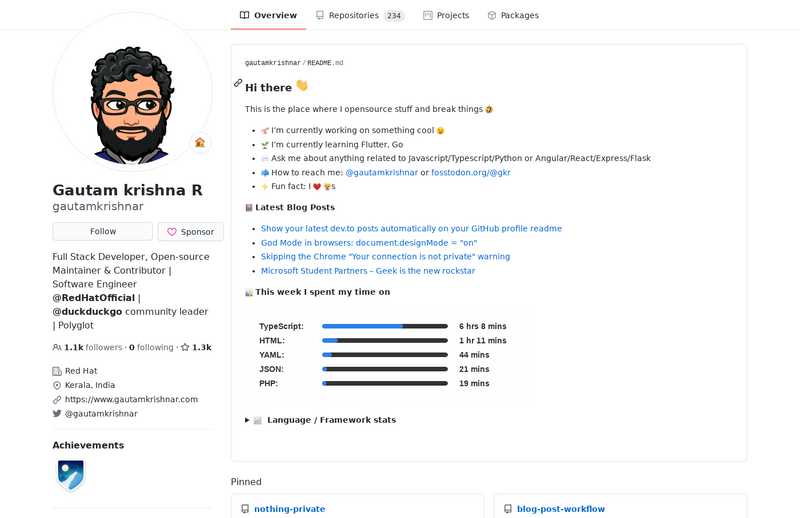 Overview
Repositories 234
Projects
Packages
gautamkrishnar/README.md
Hi there 👋
This is the place where I opensource stuff and break things 🤣
I'm currently working on something cool 😉
🌱 I'm currently learning Flutter, Go
💬 Ask me about anything related to Javascript/Typescript/Python or Angular/React/Express/Flask
How to reach me: @gautamkrishnar or fosstodon.org/@gkr
⚡ Fun fact: I ❤️ s
📕 Latest Blog Posts
Show your latest dev.to posts automatically on your GitHub profile readme
God Mode in browsers: document.designMode = "on"
Skipping the Chrome "Your connection is not private" warning
Microsoft Student Partners – Geek is the new rockstar
📊 This week I spent my time on
TypeScript: 6 hrs 8 mins
HTML: 1 hr 11 mins
YAML: 44 mins
JSON: 21 mins
PHP: 19 mins
Language / Framework stats
Gautam krishna R
gautamkrishnar
Follow
Sponsor
Full Stack Developer, Open-source
Maintainer & Contributor |
Software Engineer
@RedHatOfficial |
@duckduckgo community leader
| Polyglot
1.1k followers · 0 following · 1.3k
Red Hat
Kerala, India
https://www.gautamkrishnar.com
@gautamkrishnar
Achievements
Pinned
nothing-private
blog-post-workflow